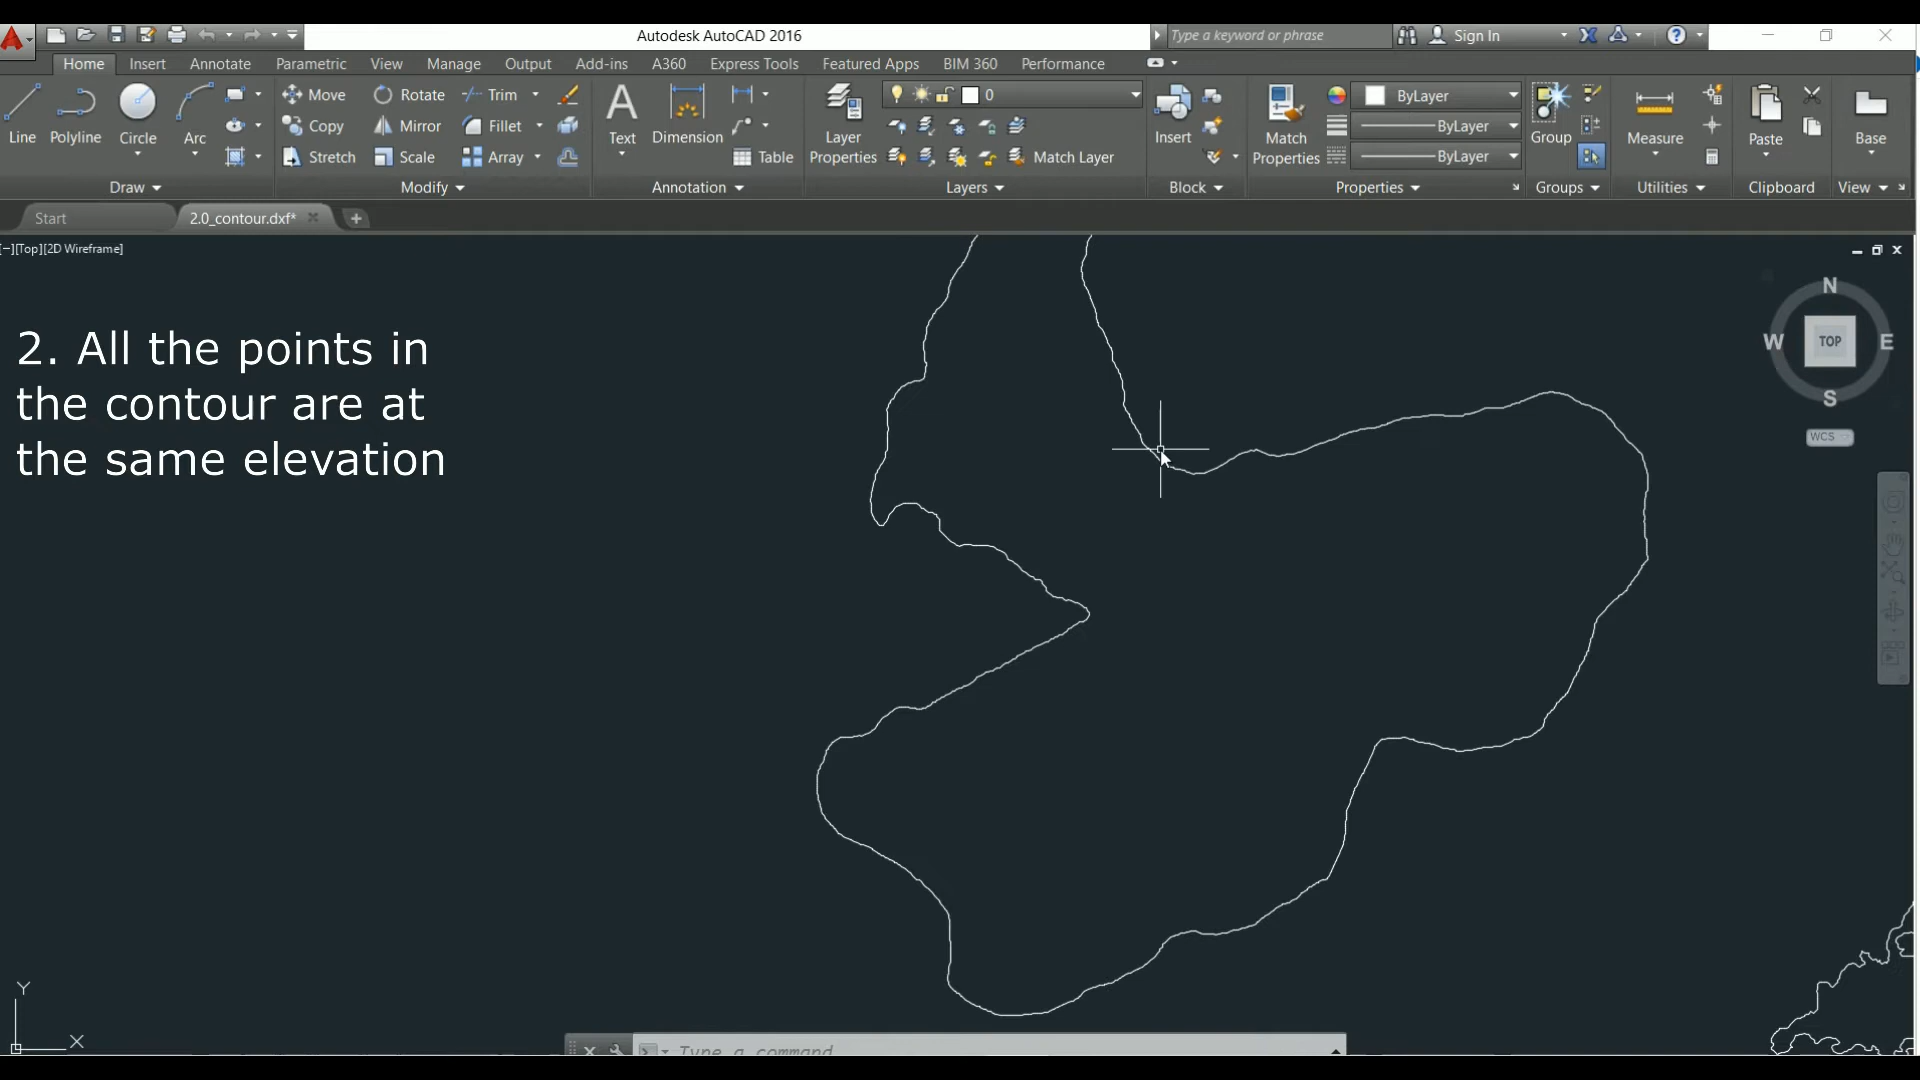 Autodesk AutoCAD 2016
Type a keyword or phrase
Sign In
Home Insert Annotate Parametric View Manage Output Add-ins A360 Express Tools Featured Apps BIM 360 Performance
Line Polyline Circle Arc
Move Rotate Trim
Copy Mirror Fillet
Stretch Scale Array
Text Dimension Table
Layer Properties
0
Match Layer
Insert
Match Properties
ByLayer
ByLayer
ByLayer
Group Measure Paste Base
Draw Modify Annotation Layers Block Properties Groups Utilities Clipboard View
Start 2.0_contour.dxf*
[−][Top][2D Wireframe]
N
W TOP E
S
WCS
2. All the points in
the contour are at
the same elevation
Y
X
Type a command